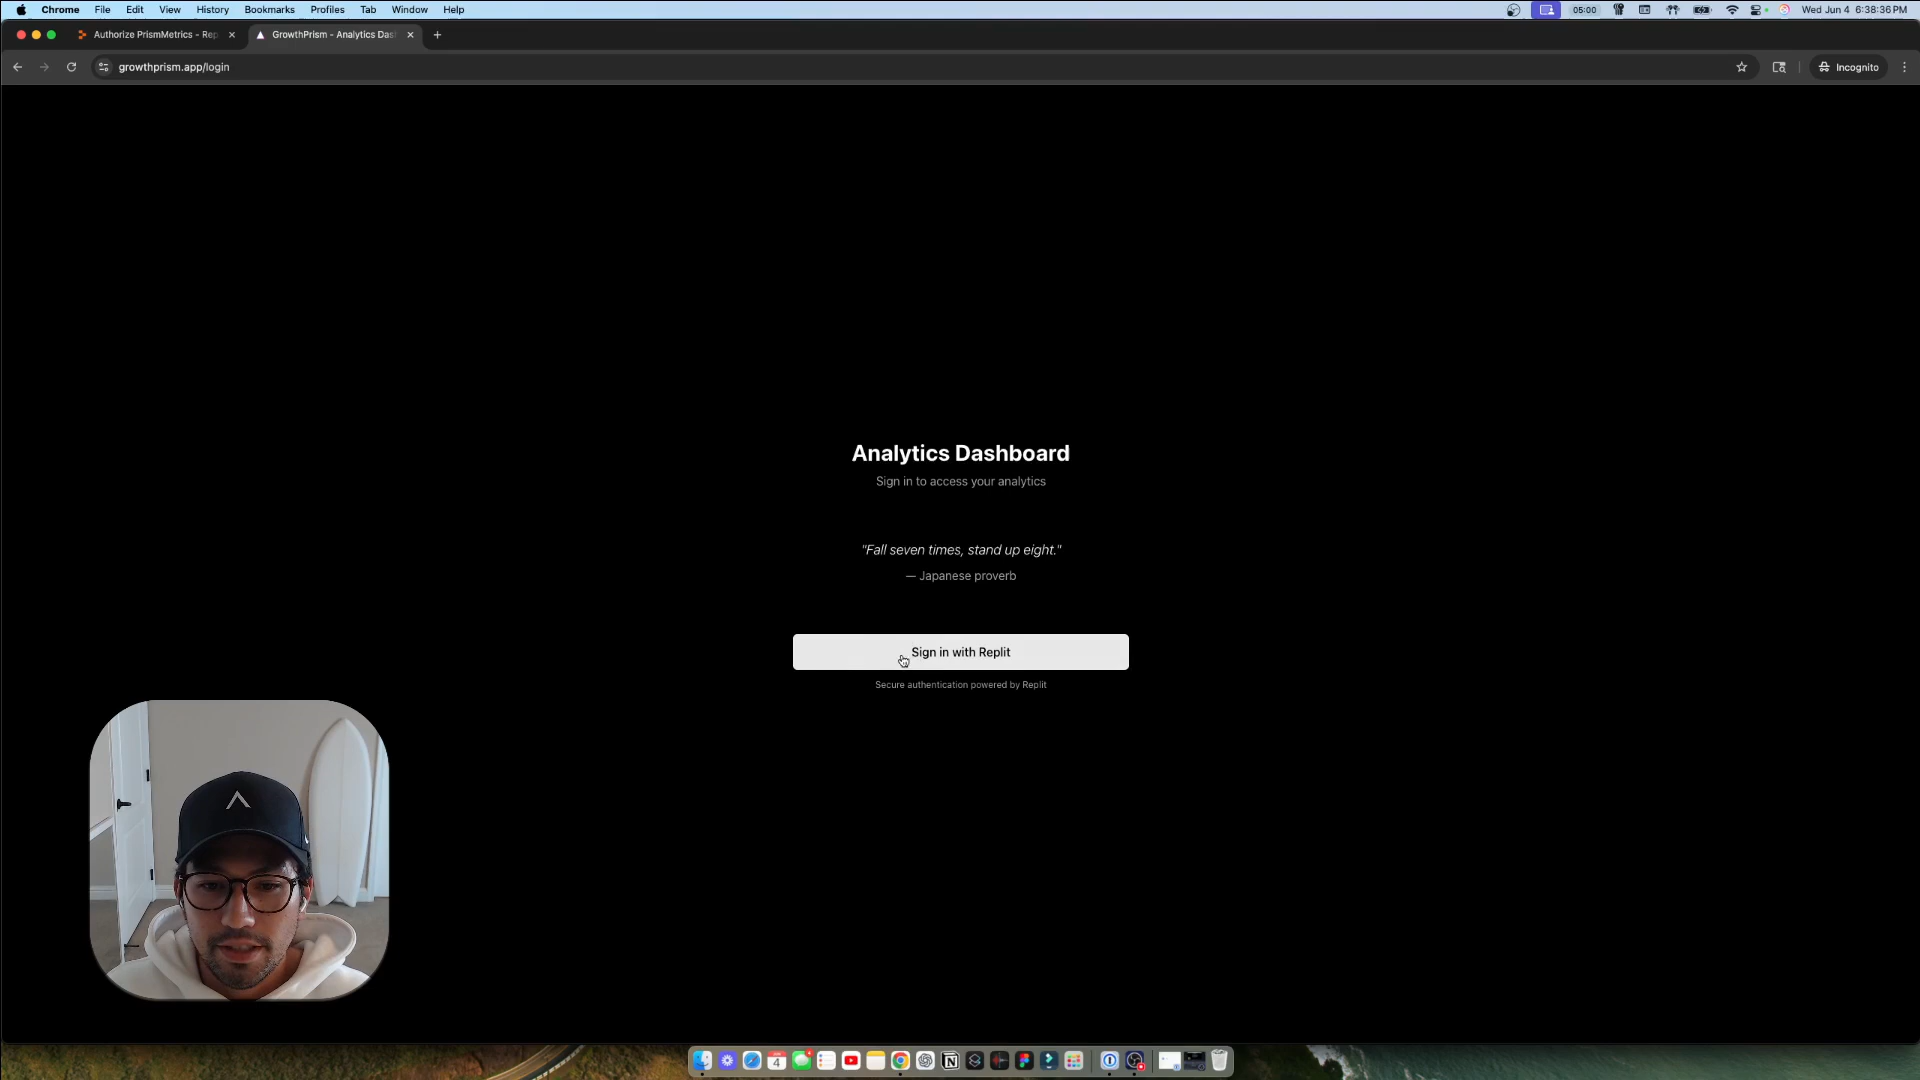 Chrome File Edit View History Bookmarks Profiles Tab Window Help
05:00
Wed Jun 4 6:38:36 PM
Authorize PrismMetrics - Rep
GrowthPrism - Analytics Das
growthprism.app/login
Incognito
Analytics Dashboard
Sign in to access your analytics
"Fall seven times, stand up eight."
— Japanese proverb
Sign in with Replit
Secure authentication powered by Replit
4